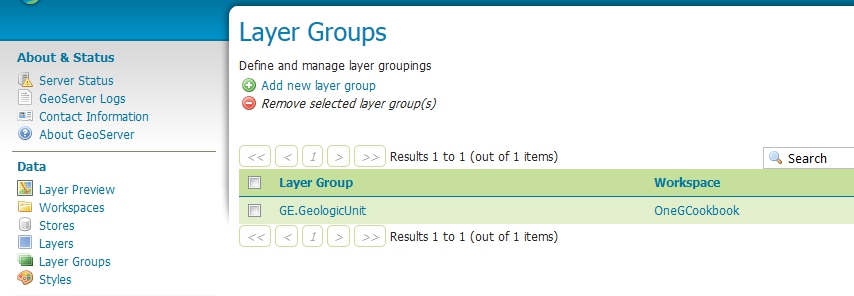 About & Status
Server Status
GeoServer Logs
Contact Information
About GeoServer
Data
Layer Preview
Workspaces
Stores
Layers
Layer Groups
Styles
Layer Groups
Define and manage layer groupings
Add new layer group
Remove selected layer group(s)
<< < 1 > >> Results 1 to 1 (out of 1 items)
Search
Layer Group Workspace
GE.GeologicUnit OneGCookbook
<< < 1 > >> Results 1 to 1 (out of 1 items)